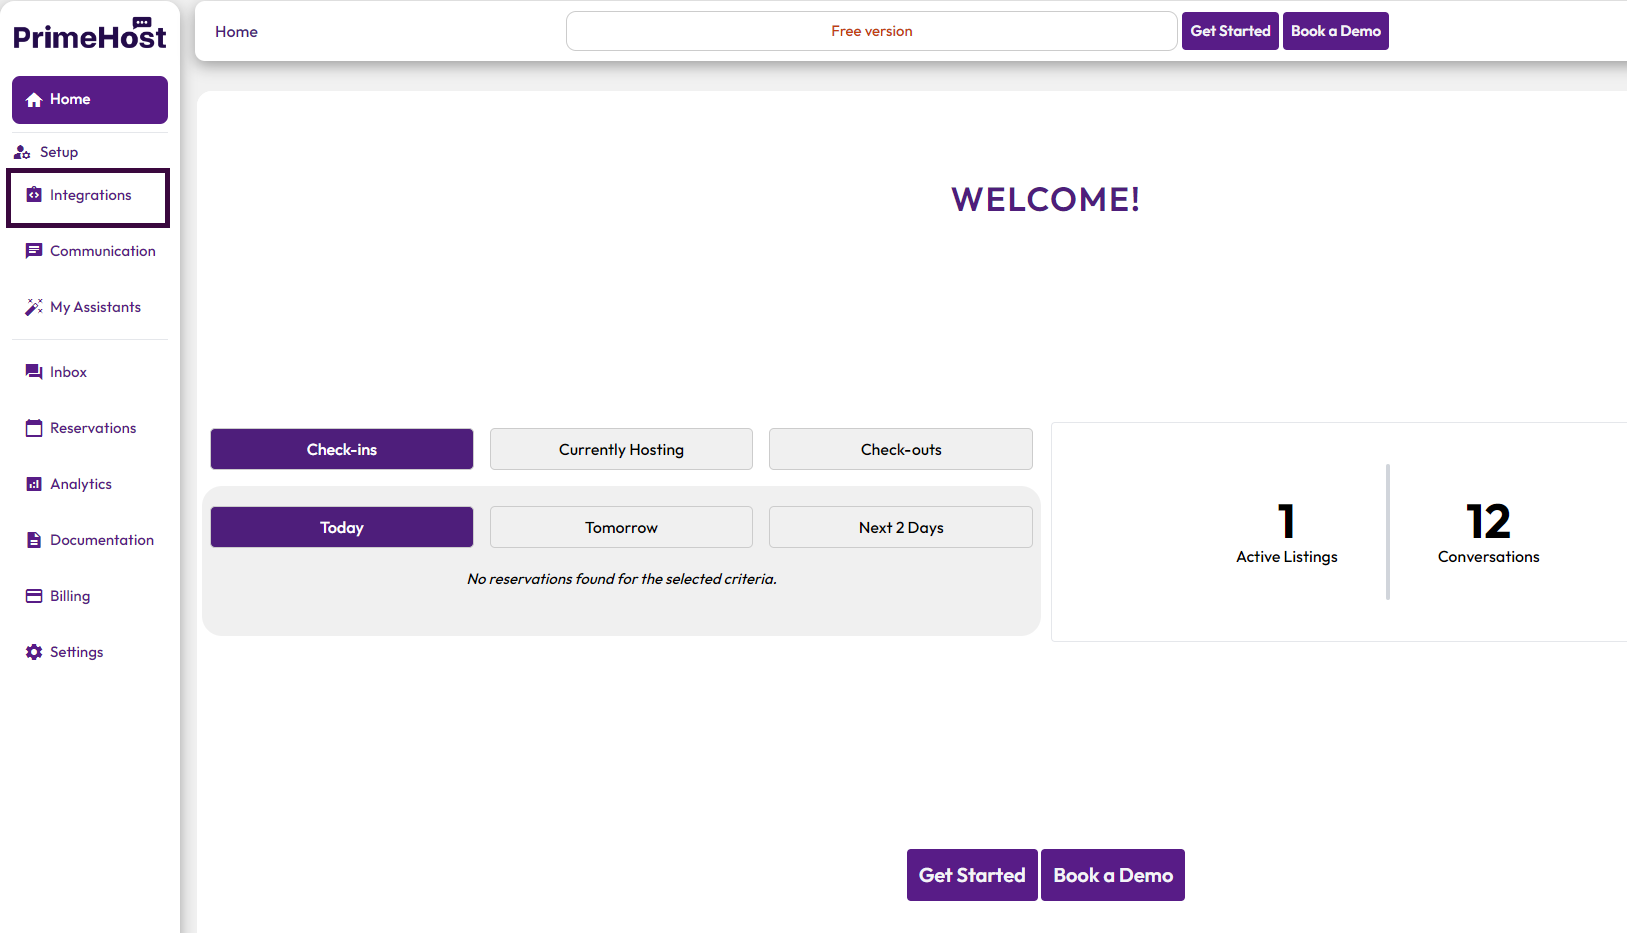 PrimeHost
Home
Setup
Integrations
Communication
My Assistants
Inbox
Reservations
Analytics
Documentation
Billing
Settings
Home
Free version
Get Started
Book a Demo
WELCOME!
Check-ins
Currently Hosting
Check-outs
Today
Tomorrow
Next 2 Days
No reservations found for the selected criteria.
1
Active Listings
12
Conversations
Get Started
Book a Demo